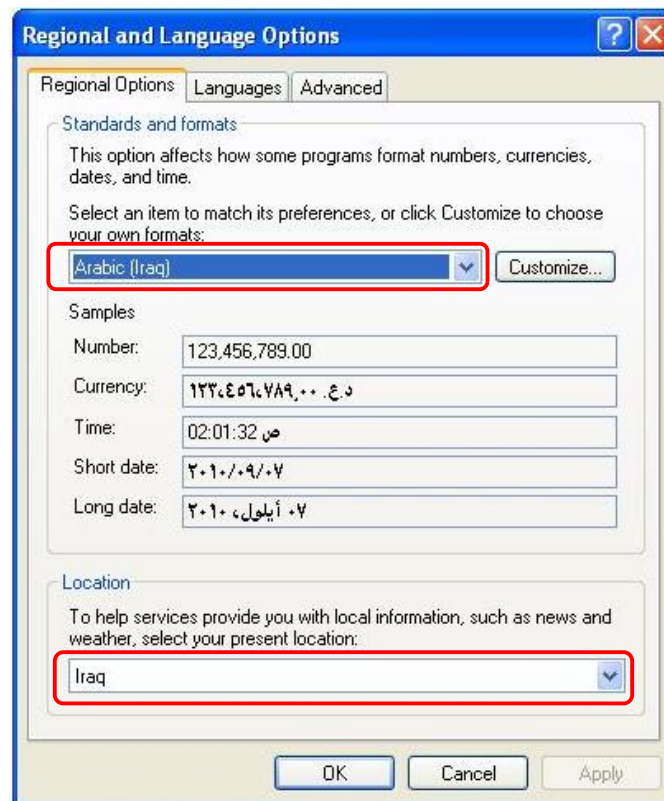 Regional and Language Options
Regional Options Languages Advanced
Standards and formats
This option affects how some programs format numbers, currencies,
dates, and time.
Select an item to match its preferences, or click Customize to choose
your own formats:
Arabic (Iraq) Customize...
Samples
Number: 123,456,789.00
Currency: د.ع. ١٢٣،٤٥٦،٧٨٩,٠٠
Time: 02:01:32 ص
Short date: ٢٠١٠/٠٩/٠٧
Long date: ٠٧ أيلول، ٢٠١٠
Location
To help services provide you with local information, such as news and
weather, select your present location:
Iraq
OK Cancel Apply